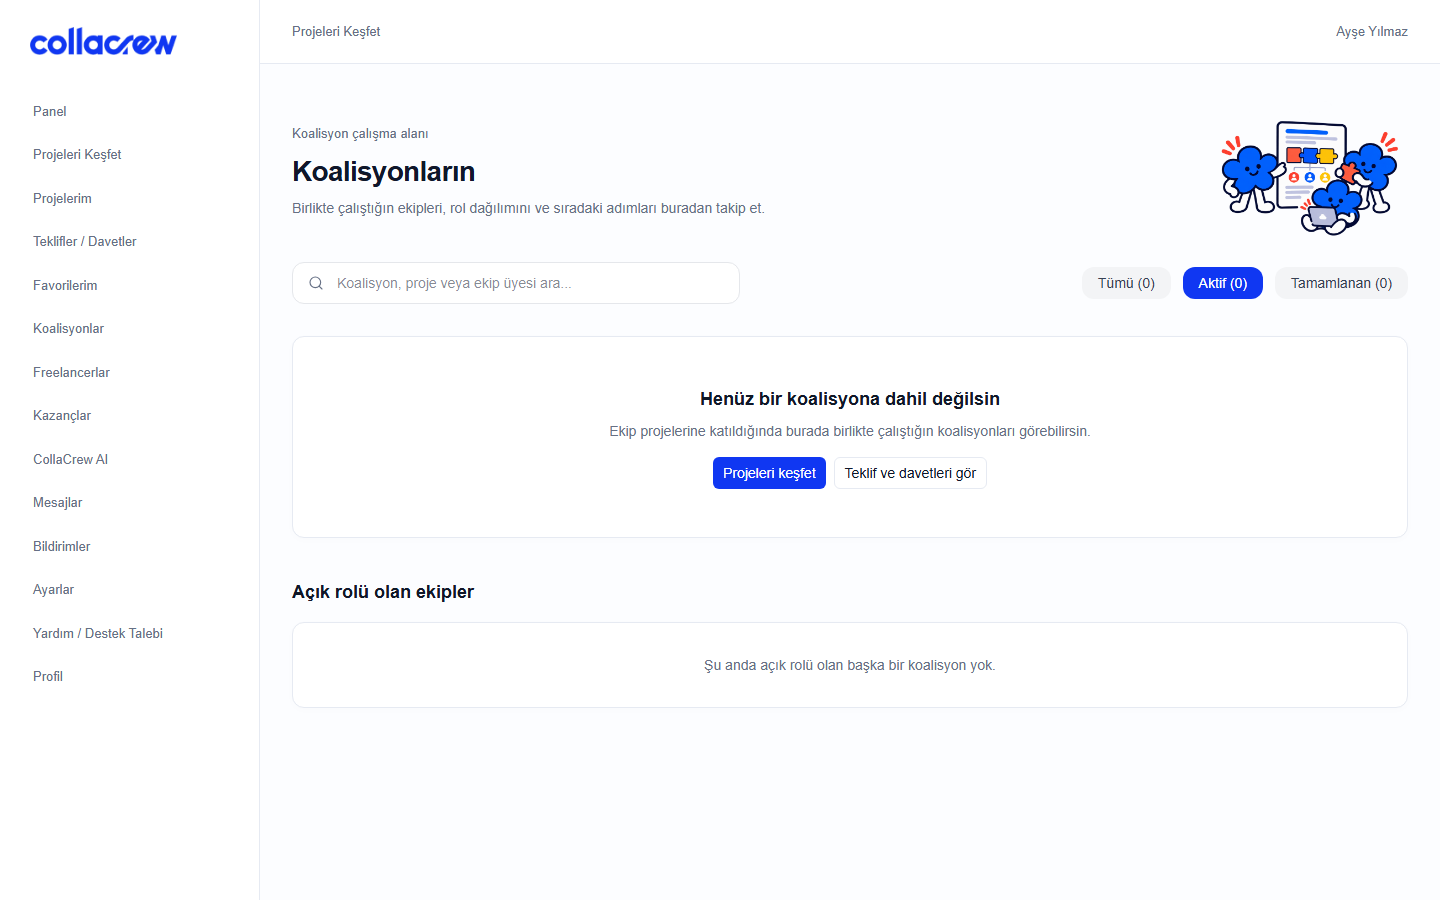 collacrew
Projeleri Keşfet
Ayşe Yılmaz
Panel
Projeleri Keşfet
Projelerim
Teklifler / Davetler
Favorilerim
Koalisyonlar
Freelancerlar
Kazançlar
CollaCrew AI
Mesajlar
Bildirimler
Ayarlar
Yardım / Destek Talebi
Profil
Koalisyon çalışma alanı
Koalisyonların
Birlikte çalıştığın ekipleri, rol dağılımını ve sıradaki adımları buradan takip et.
Koalisyon, proje veya ekip üyesi ara...
Tümü (0)
Aktif (0)
Tamamlanan (0)
Henüz bir koalisyona dahil değilsin
Ekip projelerine katıldığında burada birlikte çalıştığın koalisyonları görebilirsin.
Projeleri keşfet
Teklif ve davetleri gör
Açık rolü olan ekipler
Şu anda açık rolü olan başka bir koalisyon yok.